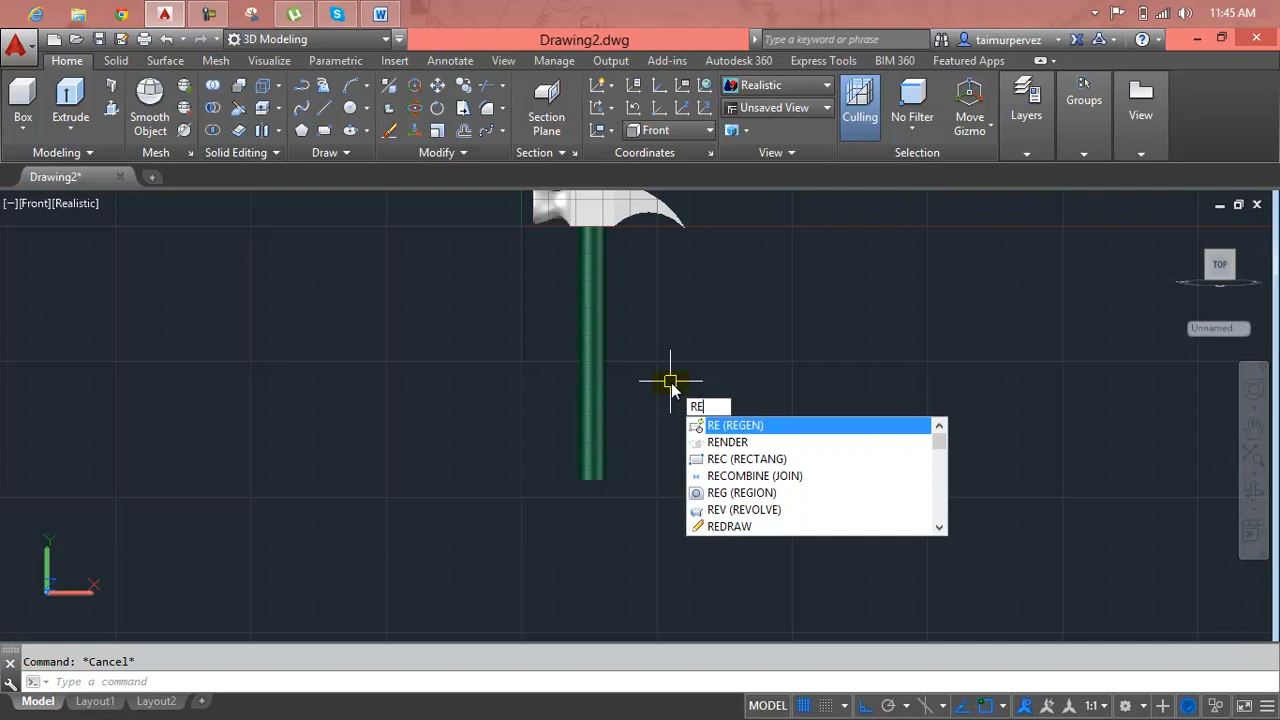 11:45 AM
3D Modeling
Drawing2.dwg
Type a keyword or phrase
taimurpervez
Home Solid Surface Mesh Visualize Parametric Insert Annotate View Manage Output Add-ins Autodesk 360 Express Tools BIM 360 Featured Apps
Box
Extrude
Smooth Object
Section Plane
Realistic
Unsaved View
Front
Culling
No Filter
Move Gizmo
Layers
Groups
View
Modeling Mesh Solid Editing Draw Modify Section Coordinates View Selection
Drawing2*
[−][Front][Realistic]
TOP
Unnamed
RE
RE (REGEN)
RENDER
REC (RECTANG)
RECOMBINE (JOIN)
REG (REGION)
REV (REVOLVE)
REDRAW
Y
X
Command: *Cancel*
Type a command
Model Layout1 Layout2
MODEL
1:1